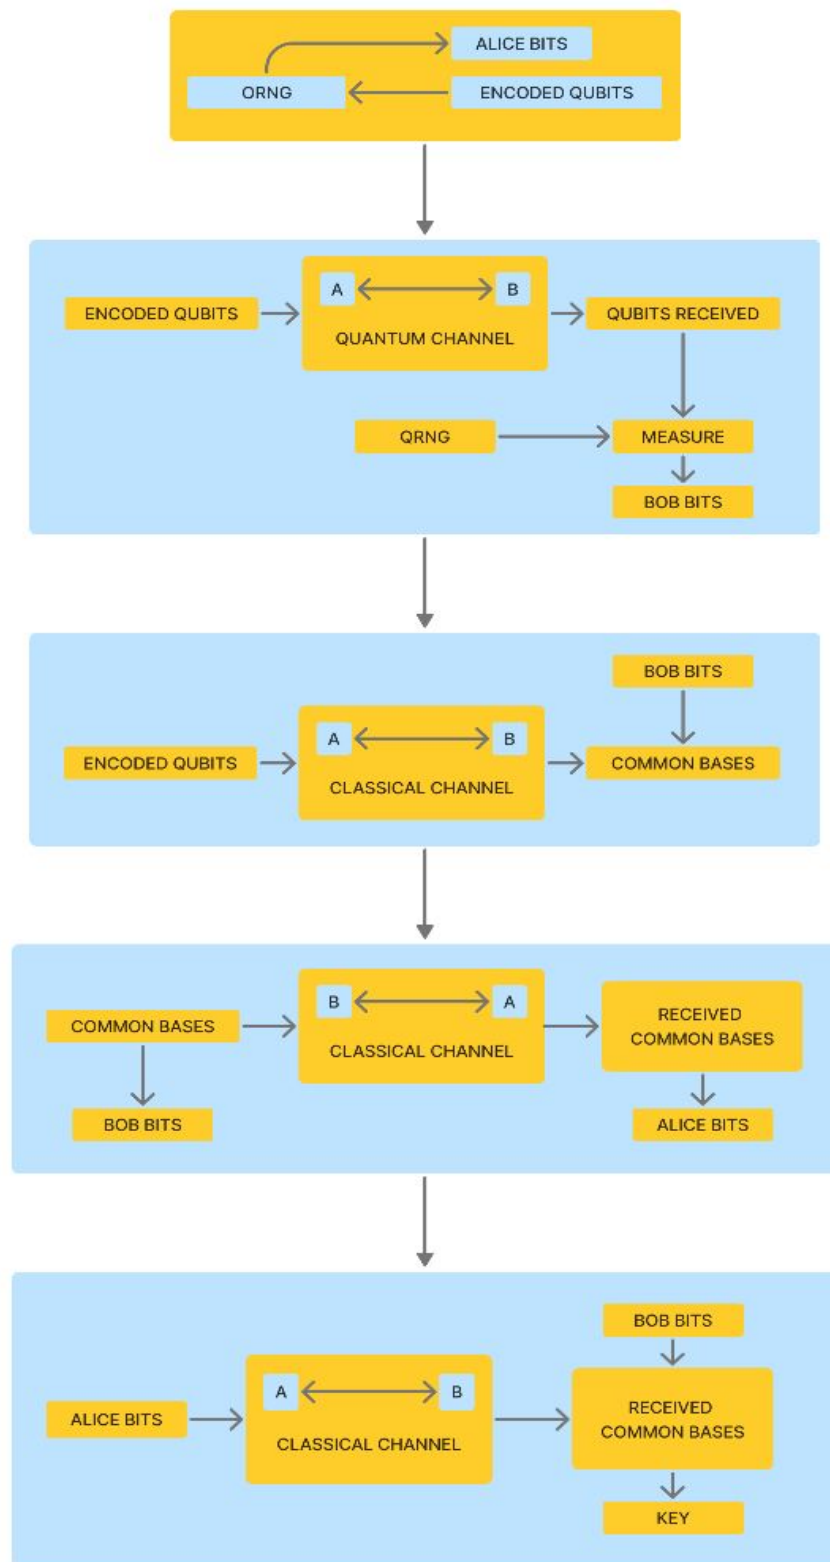 ALICE BITS
ORNG
ENCODED QUBITS
A
B
ENCODED QUBITS
QUANTUM CHANNEL
QUBITS RECEIVED
QRNG
MEASURE
BOB BITS
BOB BITS
A
B
ENCODED QUBITS
CLASSICAL CHANNEL
COMMON BASES
B
A
COMMON BASES
CLASSICAL CHANNEL
RECEIVED
COMMON BASES
BOB BITS
ALICE BITS
BOB BITS
A
B
ALICE BITS
CLASSICAL CHANNEL
RECEIVED
COMMON BASES
KEY